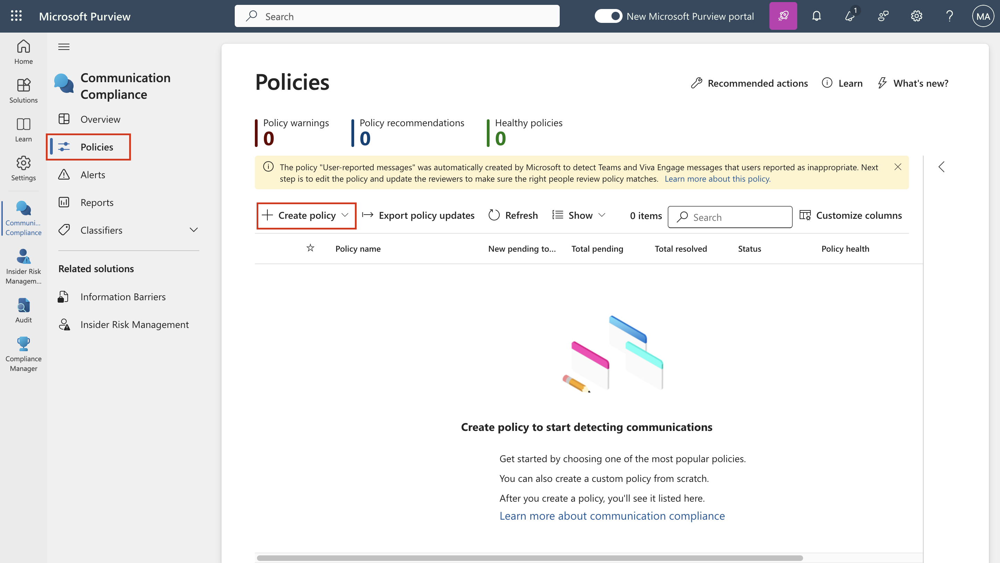 Microsoft Purview
Search
New Microsoft Purview portal
1
MA
Home
Solutions
Learn
Settings
Communi...
Compliance
Insider Risk
Managem...
Audit
Compliance
Manager
Communication
Compliance
Overview
Policies
Alerts
Reports
Classifiers
Related solutions
Information Barriers
Insider Risk Management
Policies
Recommended actions
Learn
What's new?
Policy warnings
0
Policy recommendations
0
Healthy policies
0
The policy "User-reported messages" was automatically created by Microsoft to detect Teams and Viva Engage messages that users reported as inappropriate. Next
step is to edit the policy and update the reviewers to make sure the right people review policy matches. Learn more about this policy.
Create policy
Export policy updates
Refresh
Show
0 items
Search
Customize columns
Policy name
New pending to...
Total pending
Total resolved
Status
Policy health
Create policy to start detecting communications
Get started by choosing one of the most popular policies.
You can also create a custom policy from scratch.
After you create a policy, you'll see it listed here.
Learn more about communication compliance